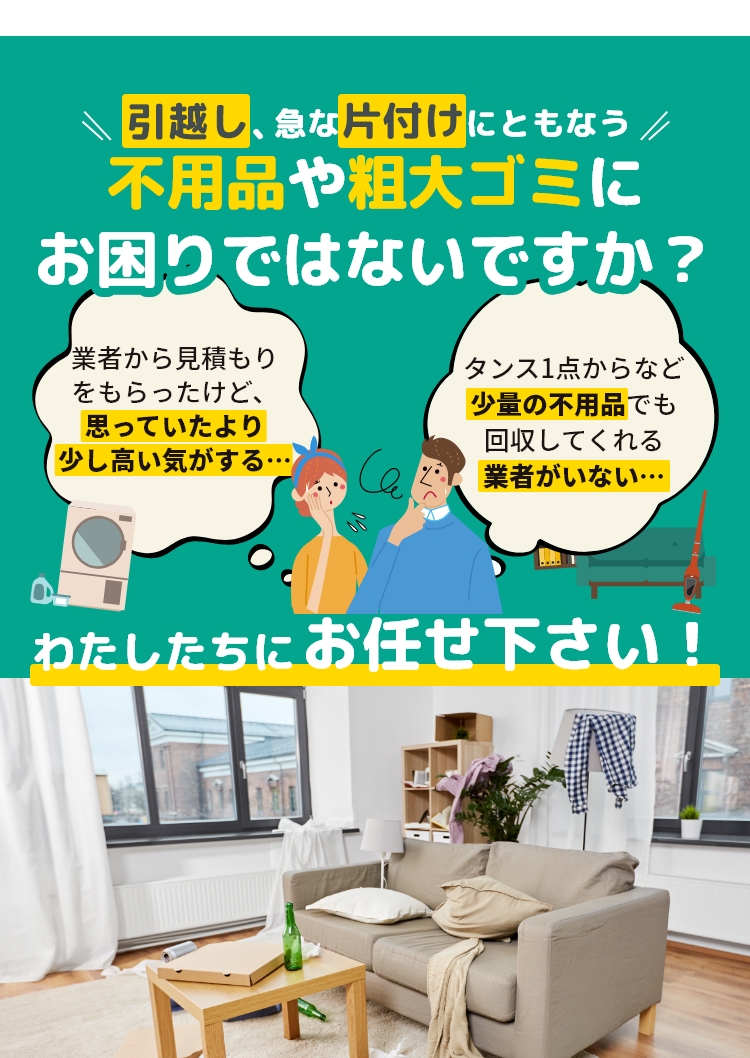 引越し、急な片付けにともなう
不用品や粗大ゴミに
お困りではないですか？
業者から見積もり
をもらったけど、
思っていたより
少し高い気がする…
タンス1点からなど
少量の不用品でも
回収してくれる
業者がいない…
わたしたちにお任せ下さい！